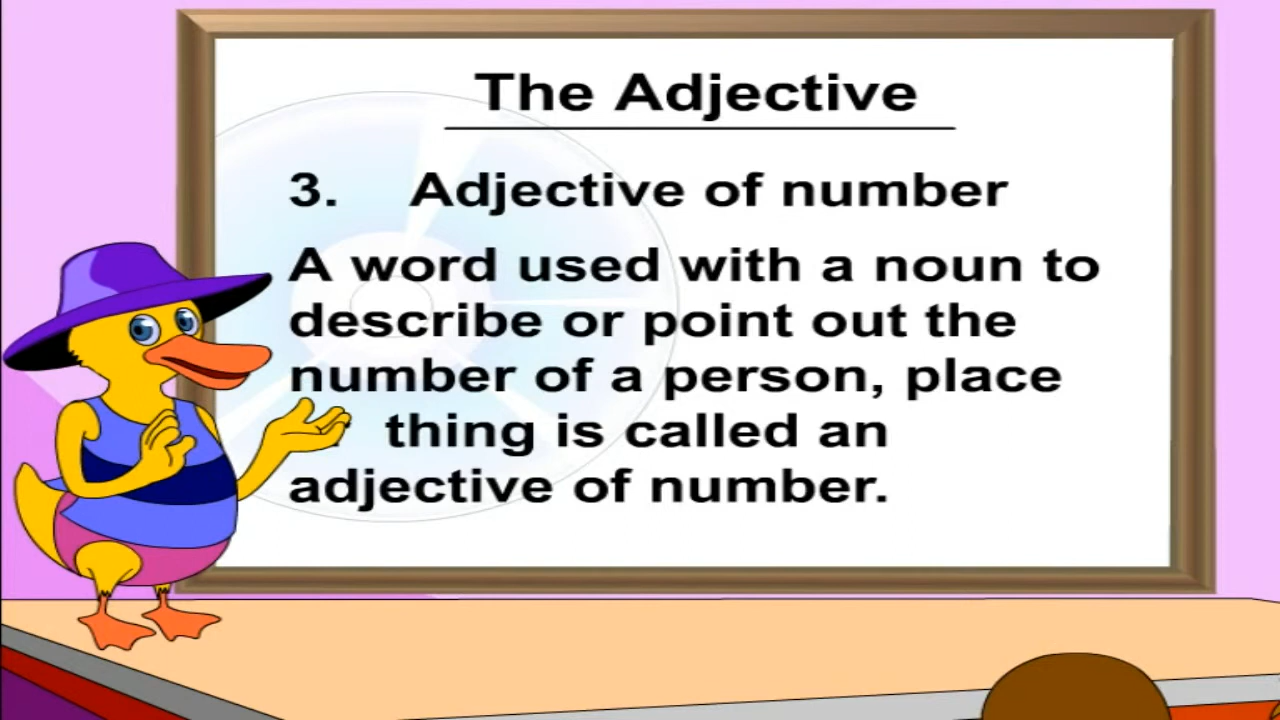 The Adjective
3. Adjective of number
A word used with a noun to
describe or point out the
number of a person, place
thing is called an
adjective of number.